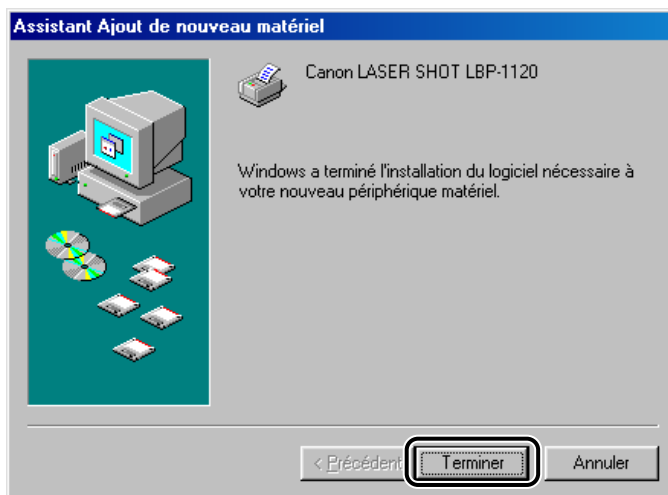 Assistant Ajout de nouveau matériel
Canon LASER SHOT LBP-1120
Windows a terminé l'installation du logiciel nécessaire à
votre nouveau périphérique matériel.
< Précédent
Terminer
Annuler